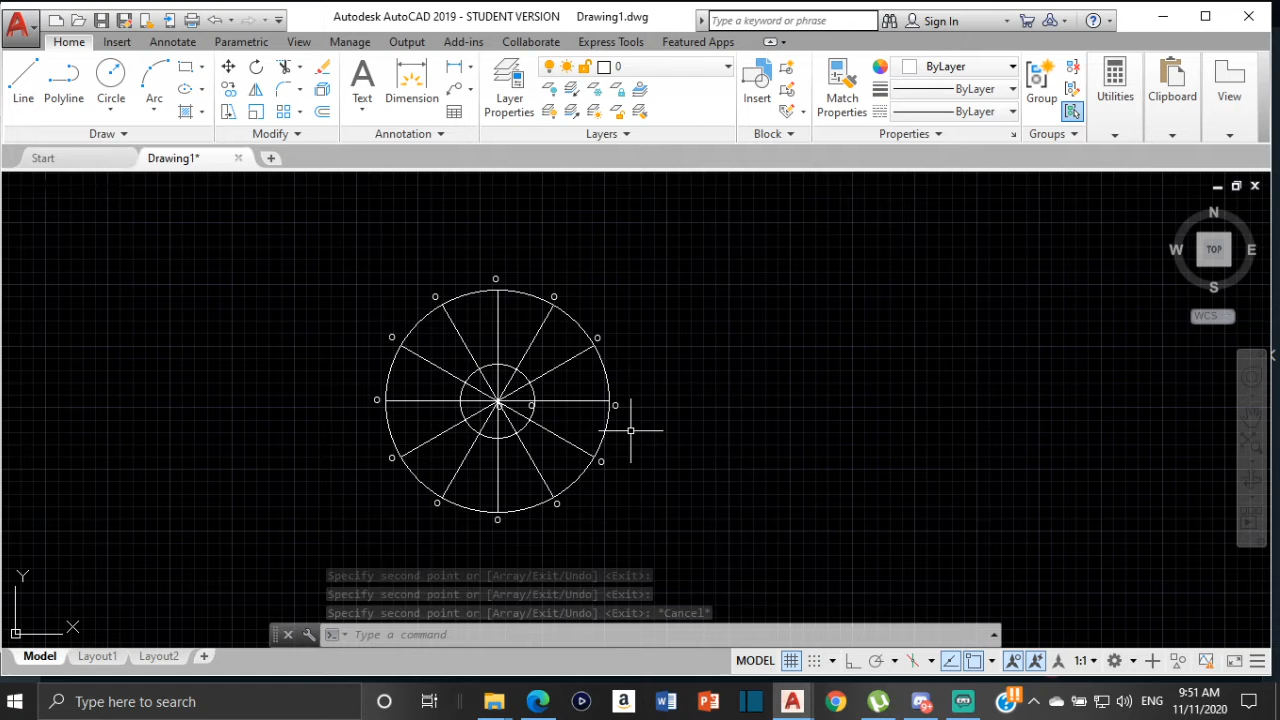 Autodesk AutoCAD 2019 - STUDENT VERSION Drawing1.dwg
Type a keyword or phrase
Sign In
Home Insert Annotate Parametric View Manage Output Add-ins Collaborate Express Tools Featured Apps
0
ByLayer
Line Polyline Circle Arc
Text Dimension
Layer Properties
Insert
Match Properties
ByLayer
ByLayer
Group
Utilities
Clipboard
View
Draw Modify Annotation Layers Block Properties Groups
Start Drawing1*
N
W TOP E
S
WCS
O
O O
O O
O O O O
O O
O O
O
Y
X
Specify second point or [Array/Exit/Undo] <Exit>:
Specify second point or [Array/Exit/Undo] <Exit>:
Specify second point or [Array/Exit/Undo] <Exit>: *Cancel*
Type a command
Model Layout1 Layout2
MODEL
1:1
Type here to search
ENG
9:51 AM
11/11/2020